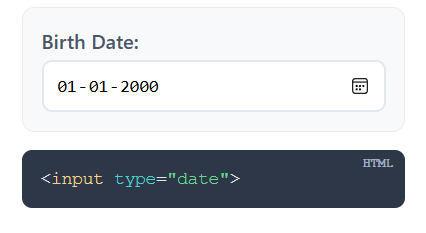 Birth Date:
01-01-2000
HTML
<input type="date">